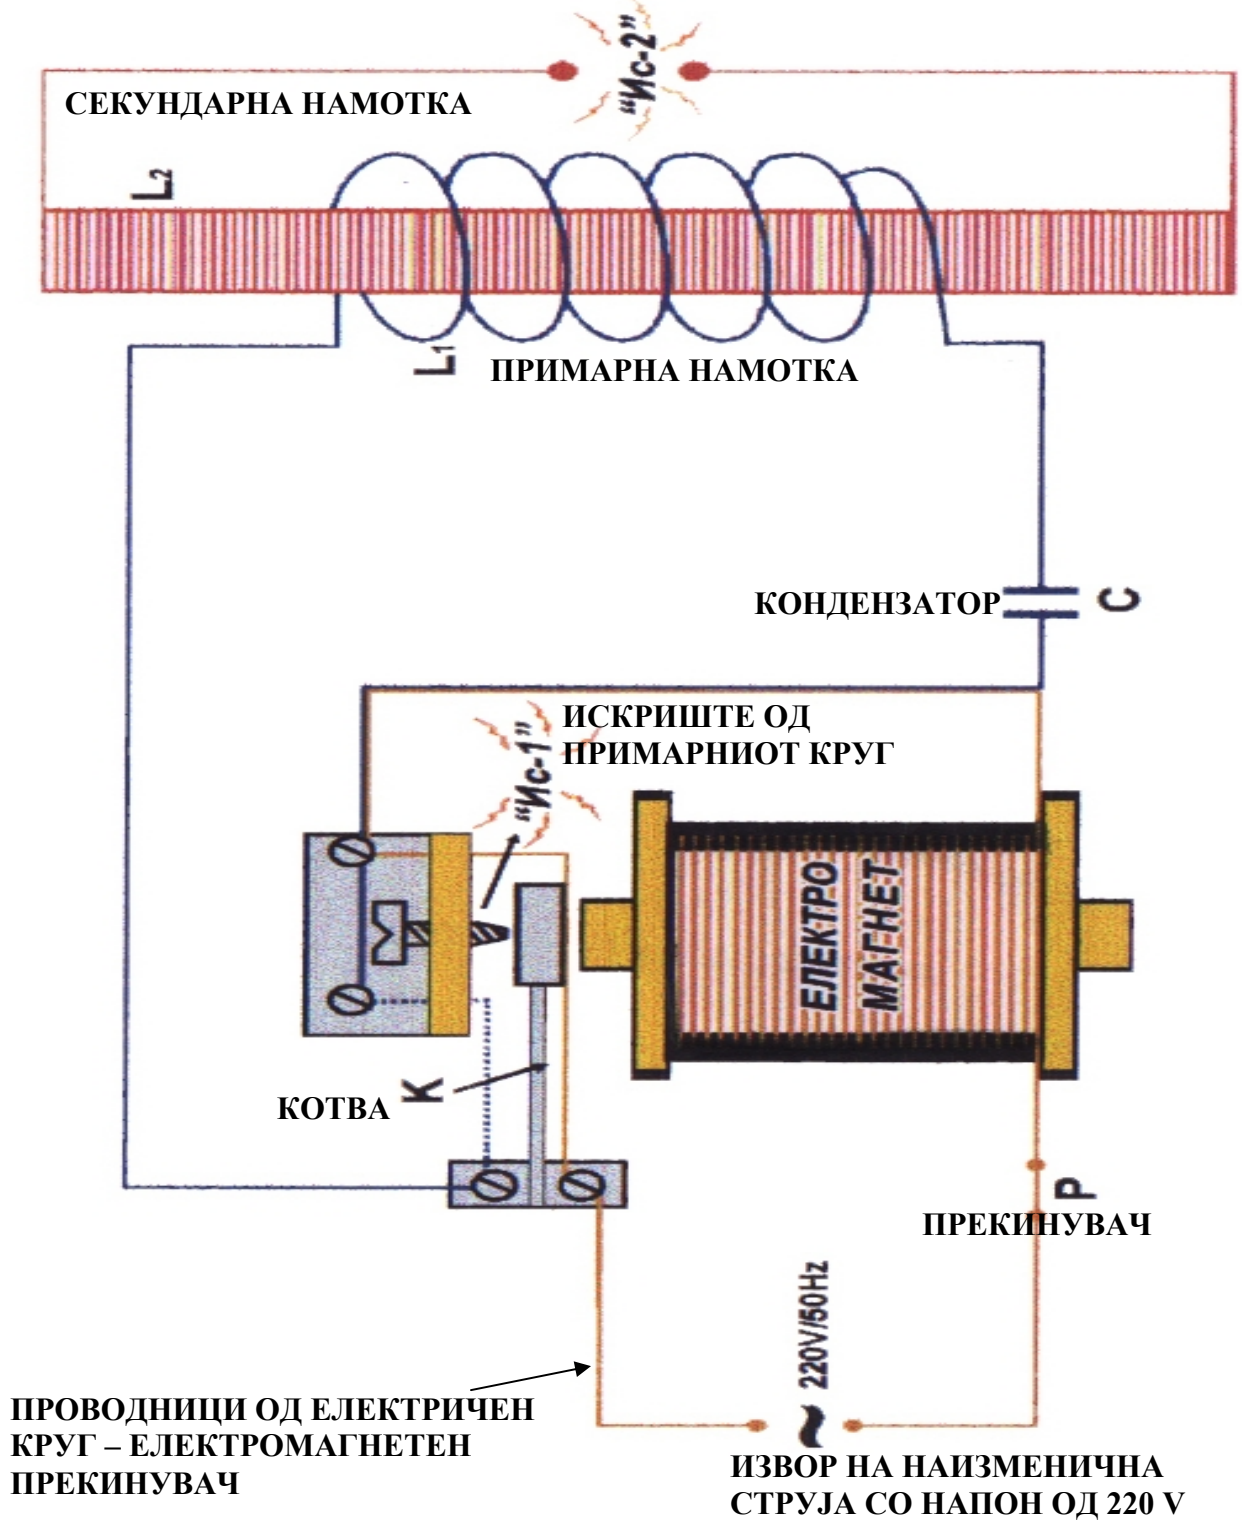 “Ис-2”
СЕКУНДАРНА НАМОТКА
L2
L1
ПРИМАРНА НАМОТКА
КОНДЕНЗАТОР
C
ИСКРИШТЕ ОД
ПРИМАРНИОТ КРУГ
“Ис-1”
ЕЛЕКТРО
МАГНЕТ
КОТВА
K
P
ПРЕКИНУВАЧ
220V/50Hz
~
ПРОВОДНИЦИ ОД ЕЛЕКТРИЧЕН
КРУГ – ЕЛЕКТРОМАГНЕТЕН
ПРЕКИНУВАЧ
ИЗВОР НА НАИЗМЕНИЧНА
СТРУЈА СО НАПОН ОД 220 V